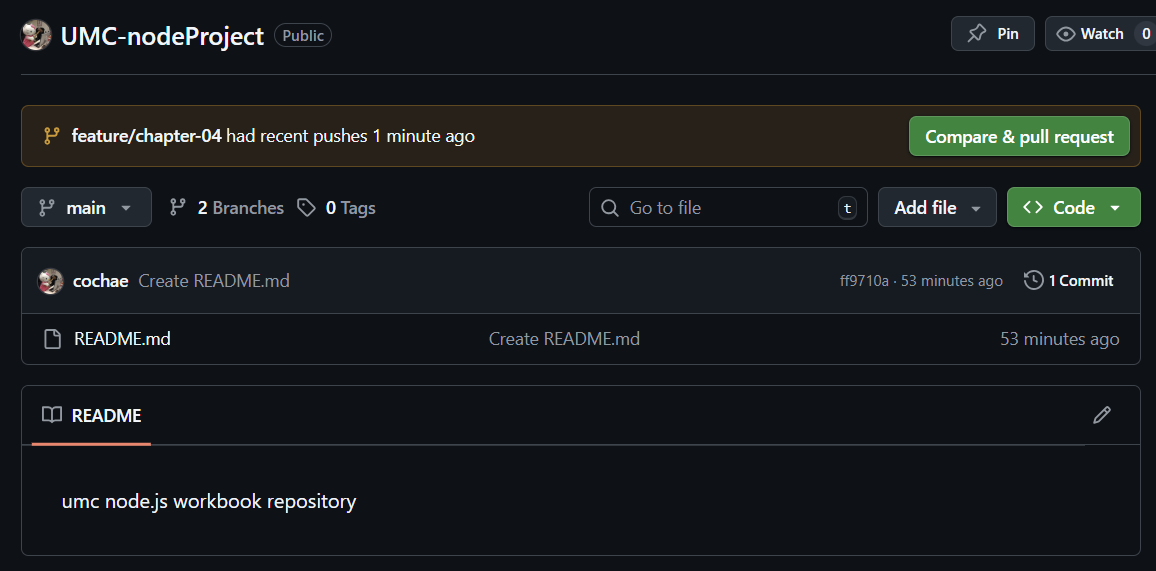 UMC-nodeProject Public Pin Watch 0
feature/chapter-04 had recent pushes 1 minute ago Compare & pull request
main 2 Branches 0 Tags Go to file t Add file Code
cochae Create README.md ff9710a · 53 minutes ago 1 Commit
README.md Create README.md 53 minutes ago
README
umc node.js workbook repository